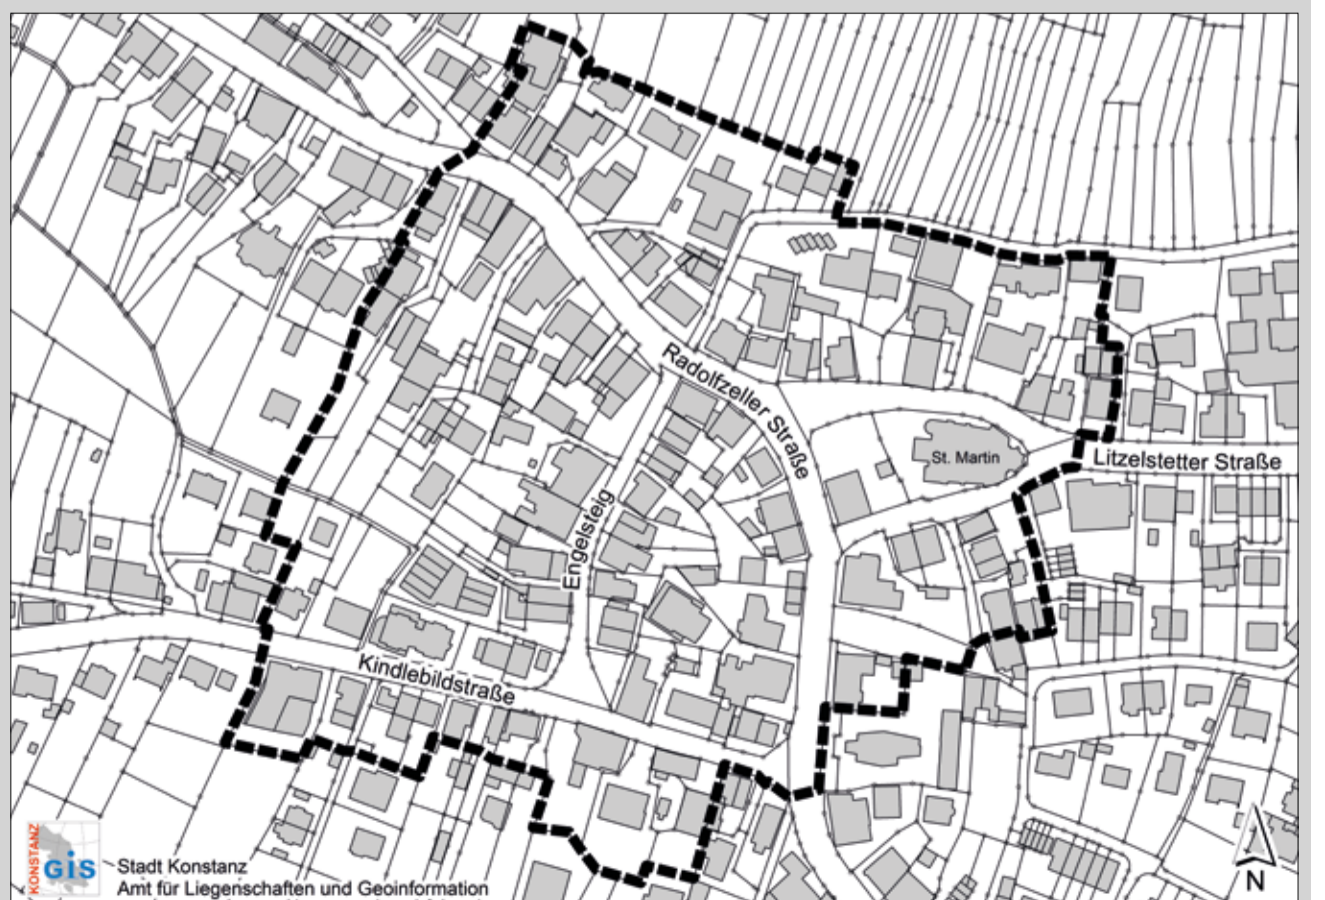 Radolfzeller Straße
St. Martin
Litzelstetter Straße
Engelsteig
Kindlebildstraße
KONSTANZ
GiS
Stadt Konstanz
Amt für Liegenschaften und Geoinformation
N